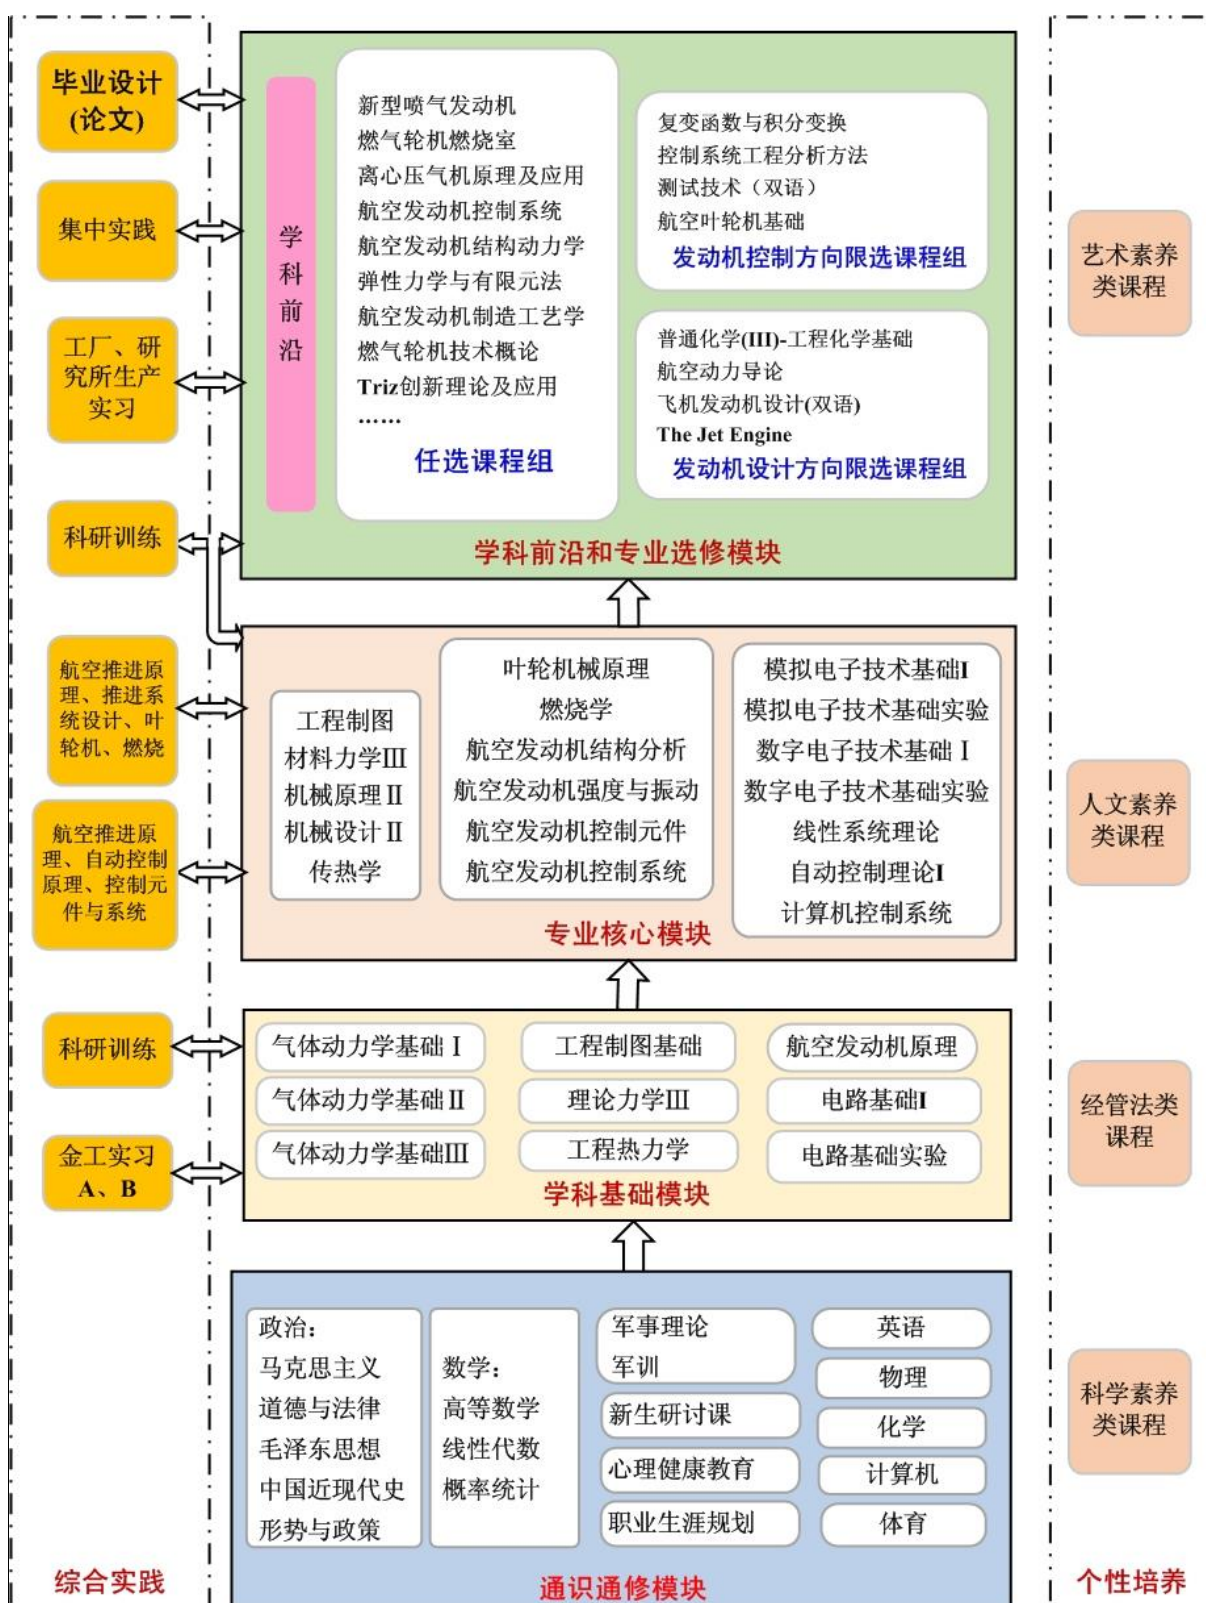 毕业设计
(论文)
集中实践
工厂、研
究所生产
实习
科研训练
航空推进原
理、推进系
统设计、叶
轮机、燃烧
航空推进原
理、自动控制
原理、控制元
件与系统
科研训练
金工实习
A、B
综合实践
学
科
前
沿
新型喷气发动机
燃气轮机燃烧室
离心压气机原理及应用
航空发动机控制系统
航空发动机结构动力学
弹性力学与有限元法
航空发动机制造工艺学
燃气轮机技术概论
Triz创新理论及应用
……
任选课程组
复变函数与积分变换
控制系统工程分析方法
测试技术（双语）
航空叶轮机基础
发动机控制方向限选课程组
普通化学(III)-工程化学基础
航空动力导论
飞机发动机设计(双语)
The Jet Engine
发动机设计方向限选课程组
学科前沿和专业选修模块
工程制图
材料力学Ⅲ
机械原理Ⅱ
机械设计Ⅱ
传热学
叶轮机械原理
燃烧学
航空发动机结构分析
航空发动机强度与振动
航空发动机控制元件
航空发动机控制系统
模拟电子技术基础I
模拟电子技术基础实验
数字电子技术基础Ⅰ
数字电子技术基础实验
线性系统理论
自动控制理论I
计算机控制系统
专业核心模块
气体动力学基础Ⅰ
气体动力学基础Ⅱ
气体动力学基础Ⅲ
工程制图基础
理论力学Ⅲ
工程热力学
航空发动机原理
电路基础I
电路基础实验
学科基础模块
政治：
马克思主义
道德与法律
毛泽东思想
中国近现代史
形势与政策
数学：
高等数学
线性代数
概率统计
军事理论
军训
新生研讨课
心理健康教育
职业生涯规划
英语
物理
化学
计算机
体育
通识通修模块
艺术素养
类课程
人文素养
类课程
经管法类
课程
科学素养
类课程
个性培养